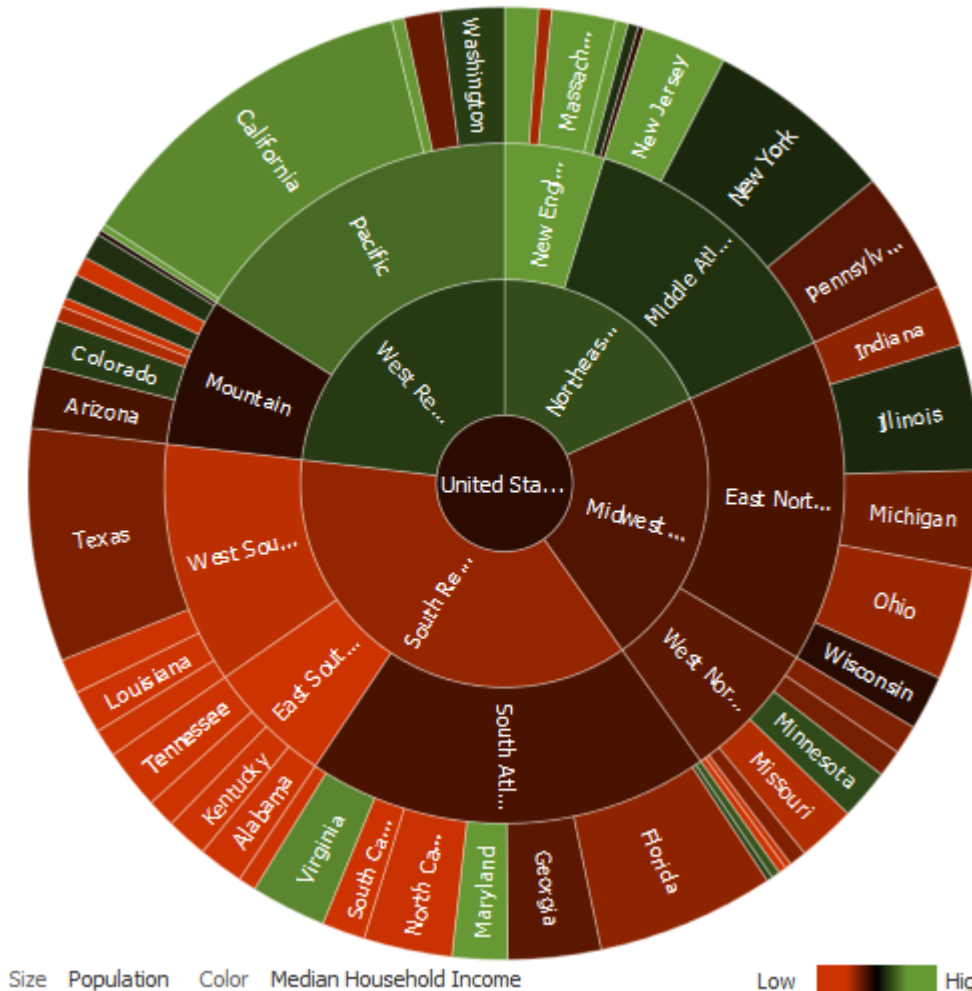 United Sta...
Northeas...
Midwest ...
South Re...
West Re...
New Engl...
Middle Atl...
East Nort...
West Nor...
South Atl...
East Sout...
West Sou...
Mountain
Pacific
Massach...
New Jersey
New York
Pennsylv...
Indiana
Illinois
Michigan
Ohio
Wisconsin
Minnesota
Missouri
Florida
Georgia
Maryland
North Ca...
South Ca...
Virginia
Alabama
Kentucky
Tennessee
Louisiana
Texas
Arizona
Colorado
California
Washington
Size Population Color Median Household Income Low Hig